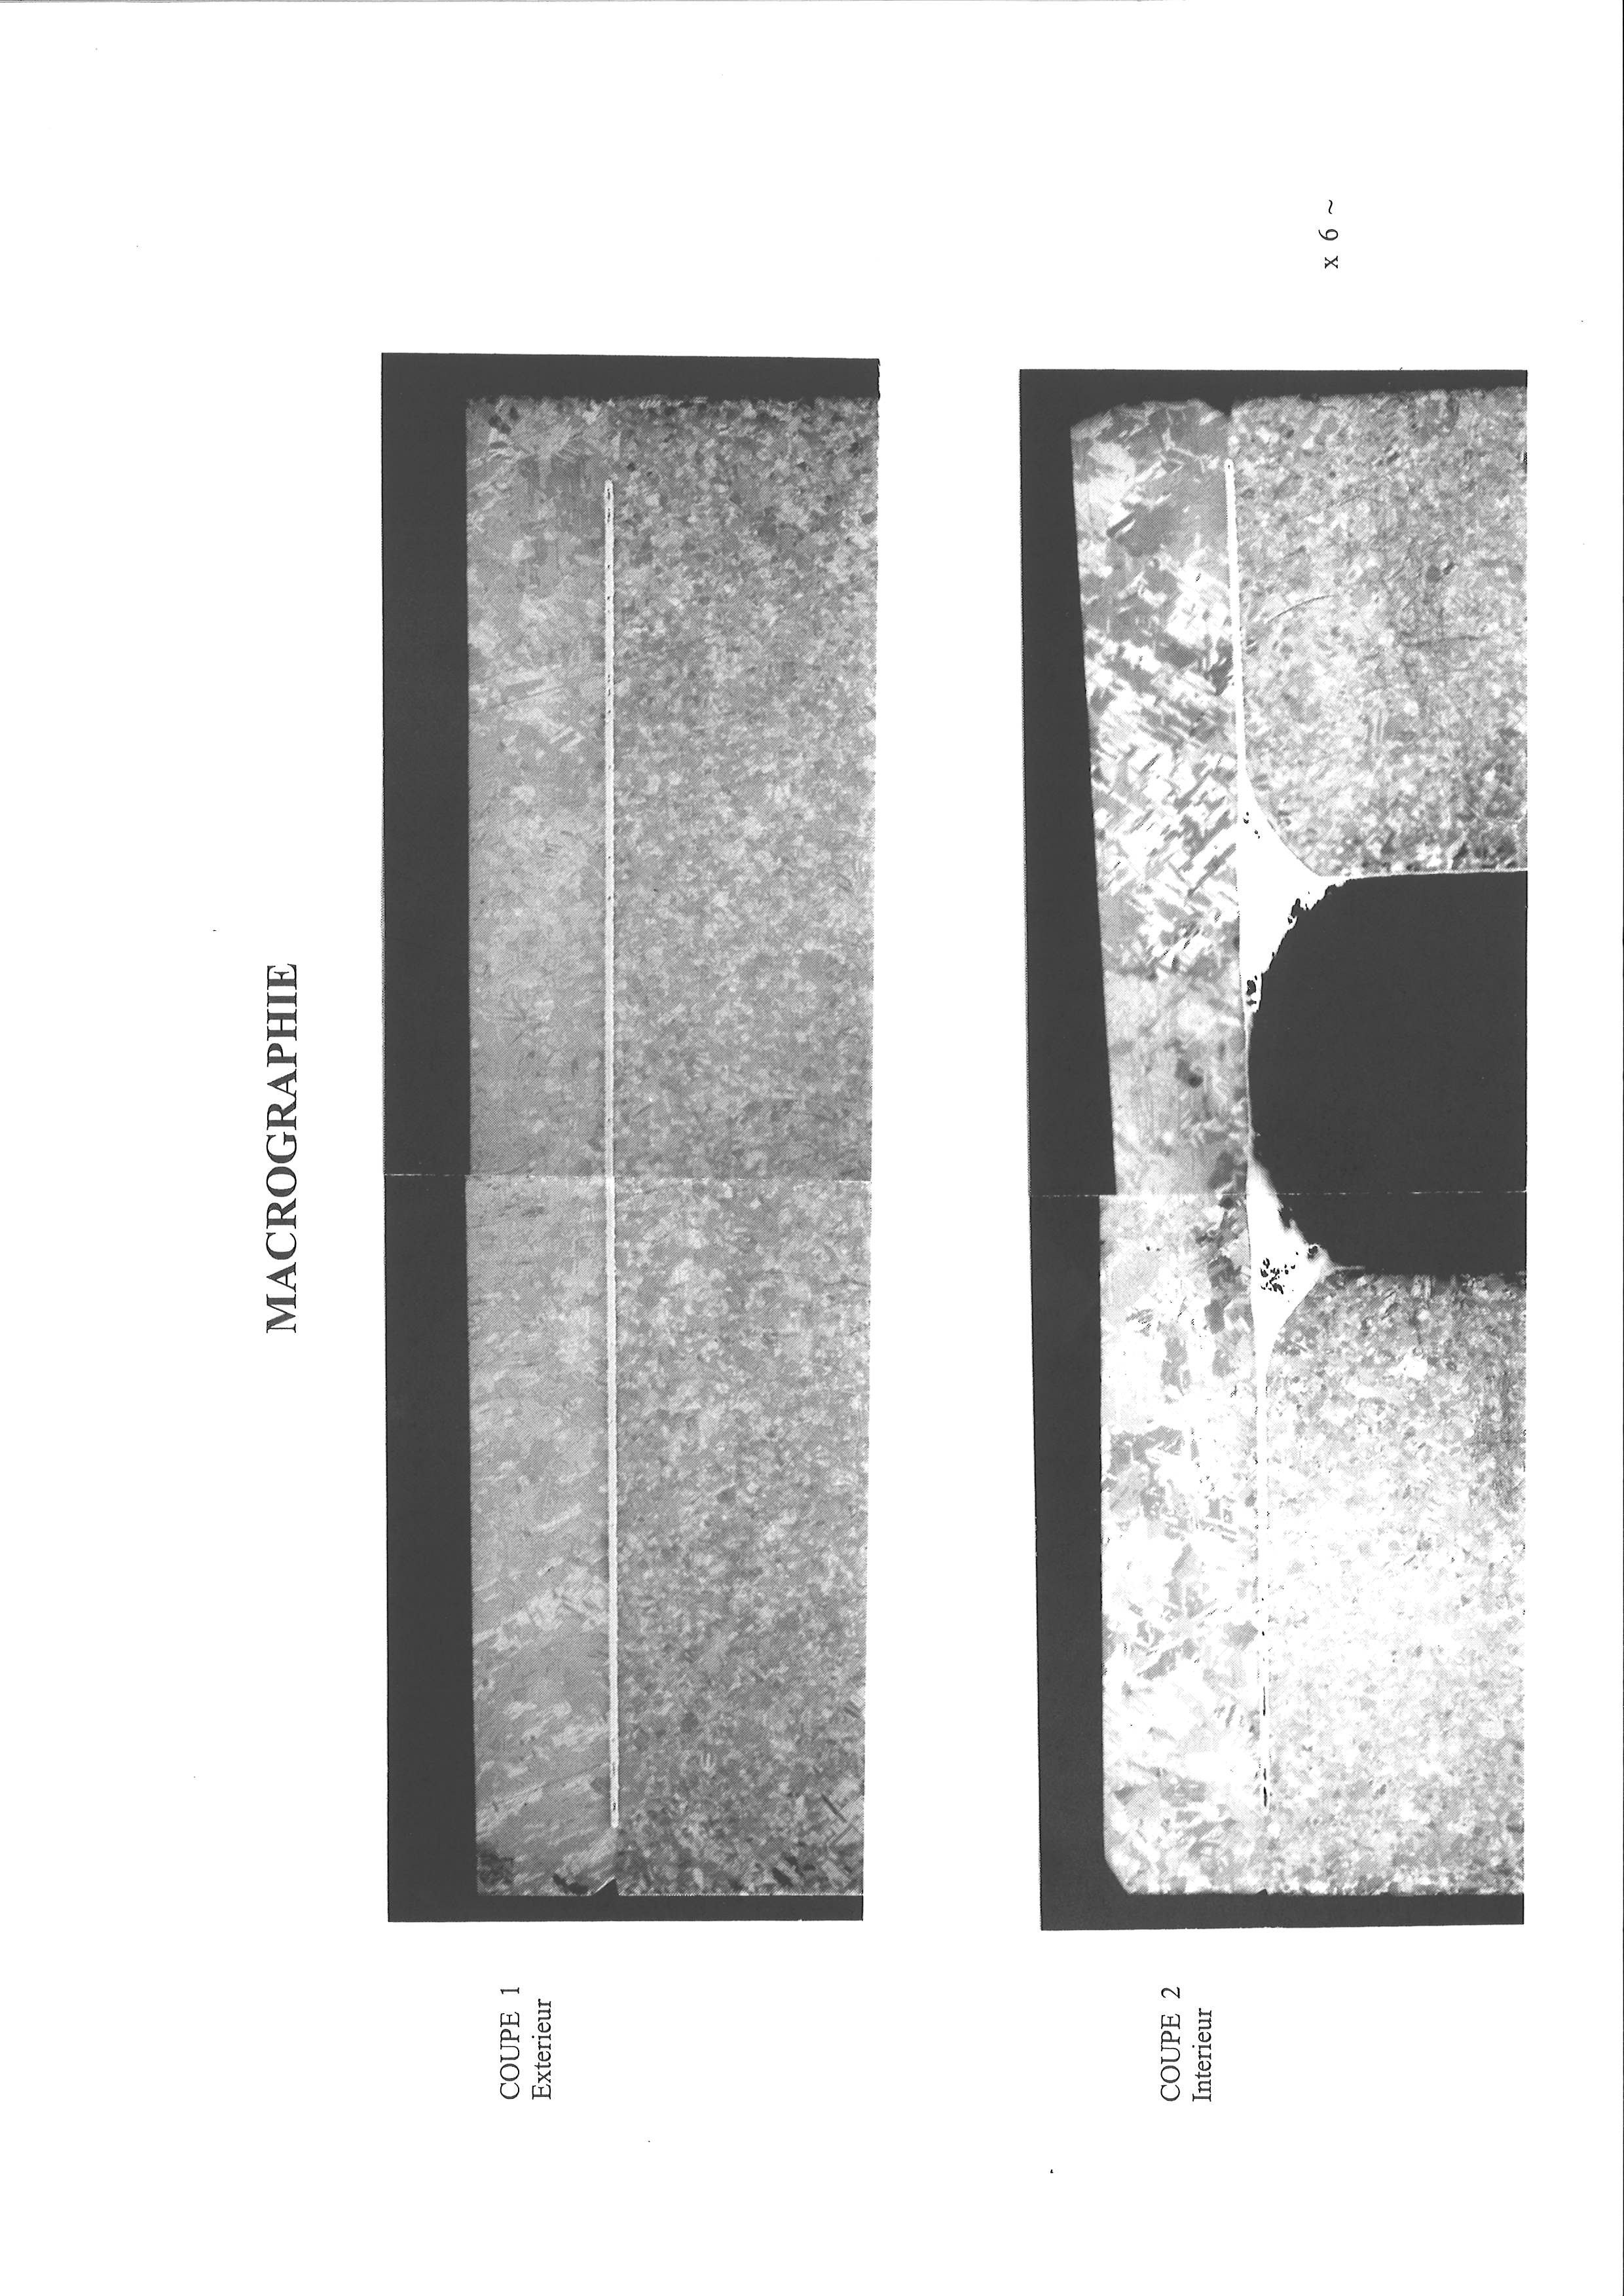 MACROGRAPHIE
COUPE 1
Exterieur
COUPE 2
Interieur
x 6 ~